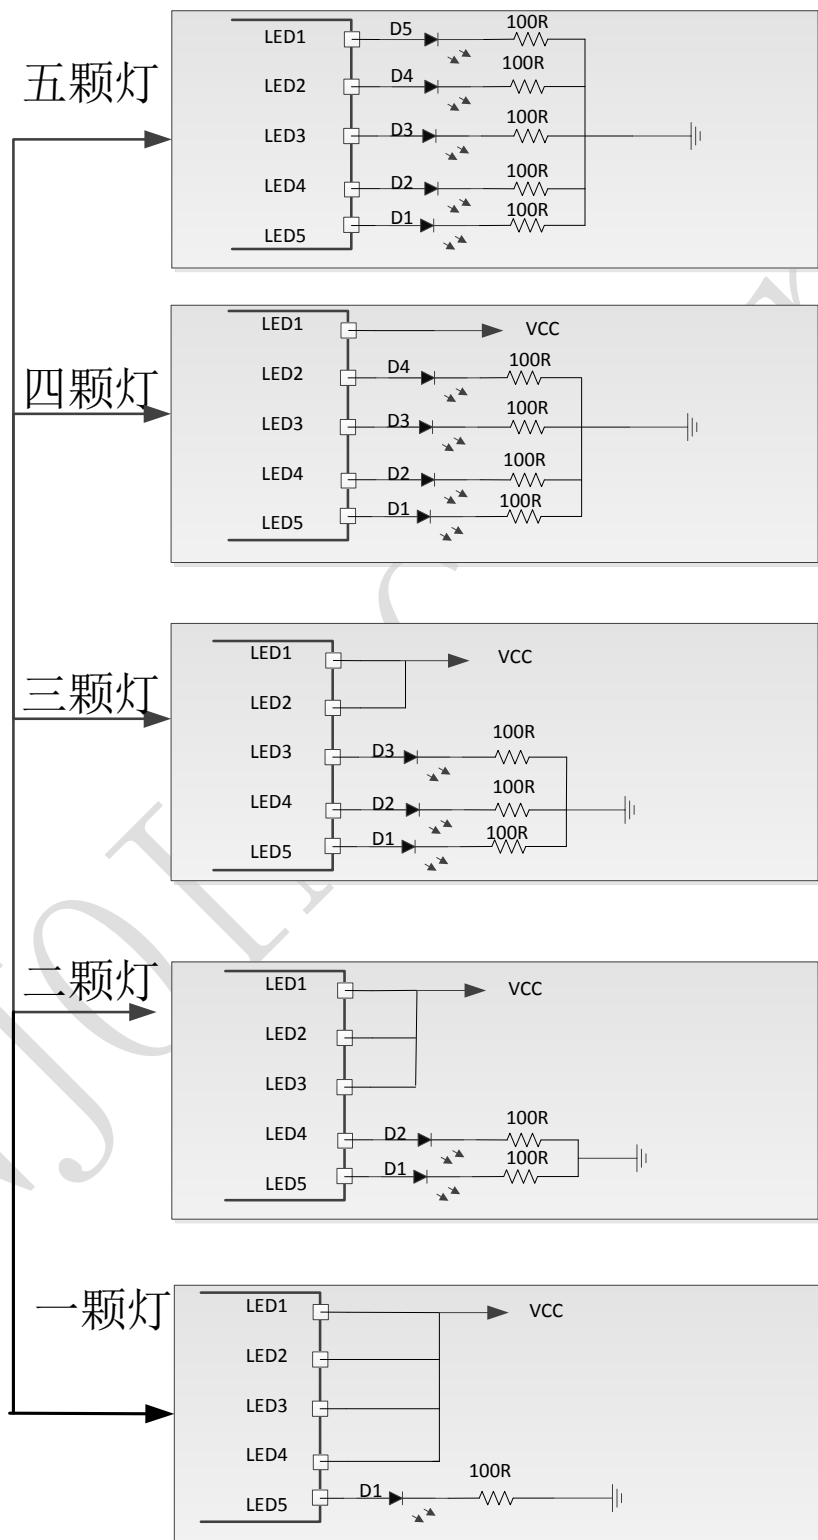 五颗灯
LED1 D5 100R
LED2 D4 100R
LED3 D3 100R
LED4 D2 100R
LED5 D1 100R
四颗灯
LED1 VCC
LED2 D4 100R
LED3 D3 100R
LED4 D2 100R
LED5 D1 100R
三颗灯
LED1 VCC
LED2
LED3 D3 100R
LED4 D2 100R
LED5 D1 100R
二颗灯
LED1 VCC
LED2
LED3
LED4 D2 100R
LED5 D1 100R
一颗灯
LED1 VCC
LED2
LED3
LED4
LED5 D1 100R